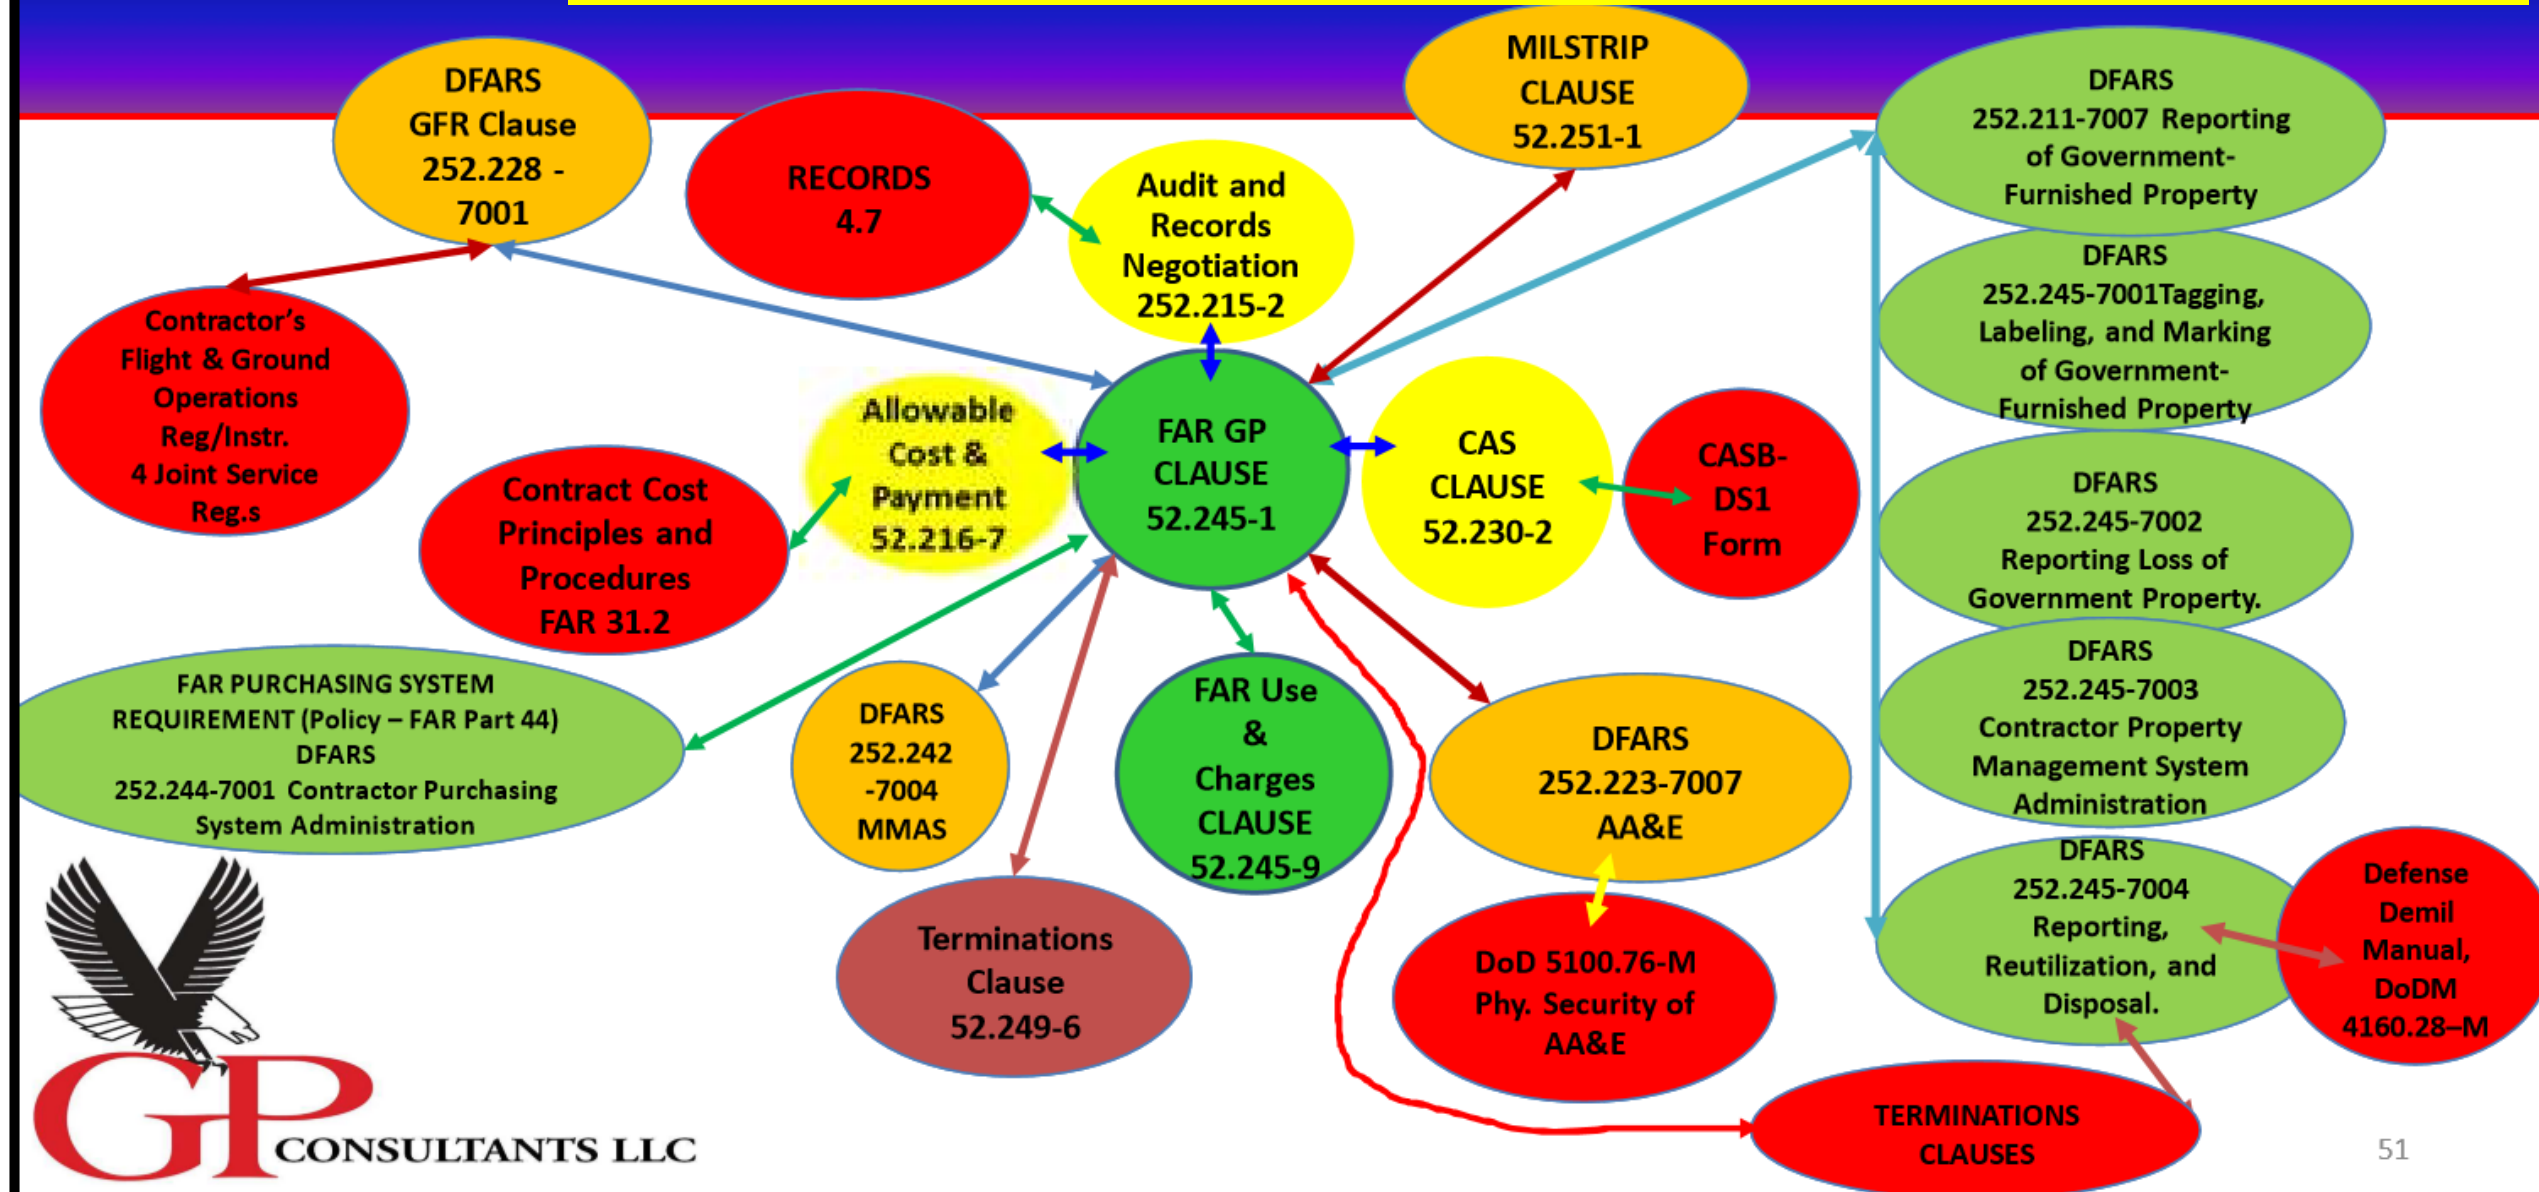 DFARS
GFR Clause
252.228 -
7001
RECORDS
4.7
Audit and
Records
Negotiation
252.215-2
MILSTRIP
CLAUSE
52.251-1
DFARS
252.211-7007 Reporting
of Government-
Furnished Property
DFARS
252.245-7001Tagging,
Labeling, and Marking
of Government-
Furnished Property
Contractor's
Flight & Ground
Operations
Reg/Instr.
4 Joint Service
Reg.s
Contract Cost
Principles and
Procedures
FAR 31.2
Allowable
Cost &
Payment
52.216-7
FAR GP
CLAUSE
52.245-1
CAS
CLAUSE
52.230-2
CASB-
DS1
Form
DFARS
252.245-7002
Reporting Loss of
Government Property.
FAR PURCHASING SYSTEM
REQUIREMENT (Policy – FAR Part 44)
DFARS
252.244-7001 Contractor Purchasing
System Administration
DFARS
252.242
-7004
MMAS
FAR Use
&
Charges
CLAUSE
52.245-9
DFARS
252.223-7007
AA&E
DFARS
252.245-7003
Contractor Property
Management System
Administration
Terminations
Clause
52.249-6
DoD 5100.76-M
Phy. Security of
AA&E
DFARS
252.245-7004
Reporting,
Reutilization, and
Disposal.
Defense
Demil
Manual,
DoDM
4160.28–M
TERMINATIONS
CLAUSES
GP
CONSULTANTS LLC
51